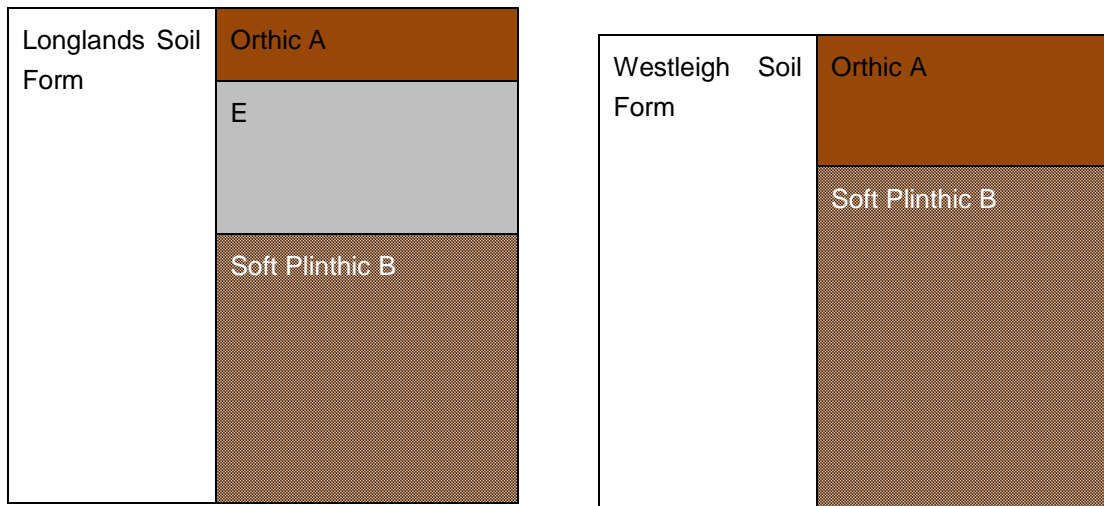 Longlands Soil
Form
Orthic A
E
Soft Plinthic B
Westleigh Soil
Form
Orthic A
Soft Plinthic B